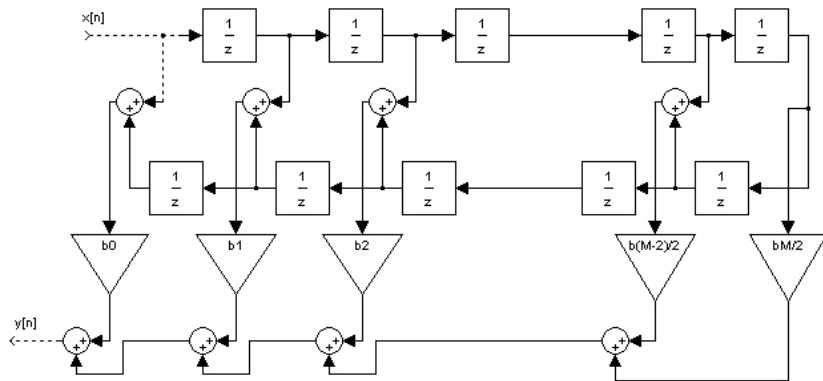 x[n]
1
z
1
z
1
z
1
z
1
z
+
+
+
+
+
+
+
+
1
z
1
z
1
z
1
z
1
z
b0
b1
b2
b(M-2)/2
bM/2
y[n]
+
+
+
+
+
+
+
+